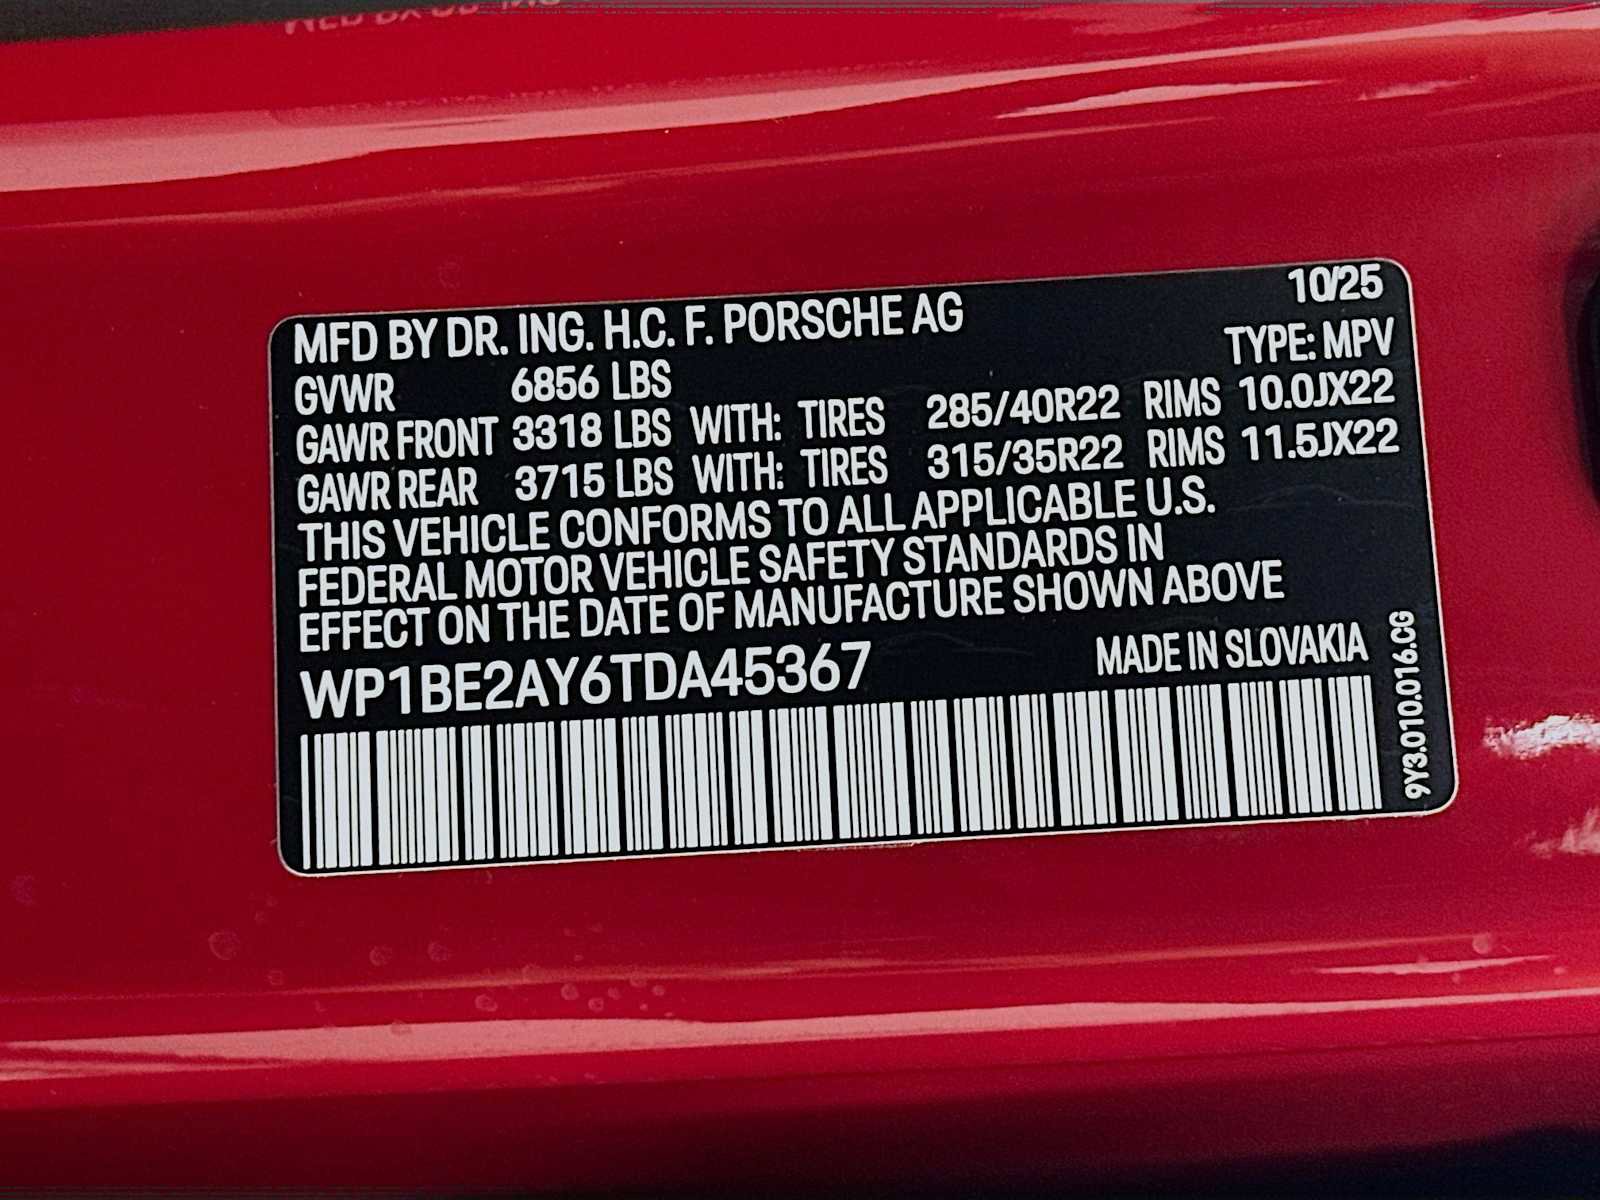 MFD BY DR. ING. H.C. F. PORSCHE AG 10/25
TYPE: MPV
GVWR 6856 LBS
GAWR FRONT 3318 LBS WITH: TIRES 285/40R22 RIMS 10.0JX22
GAWR REAR 3715 LBS WITH: TIRES 315/35R22 RIMS 11.5JX22
THIS VEHICLE CONFORMS TO ALL APPLICABLE U.S.
FEDERAL MOTOR VEHICLE SAFETY STANDARDS IN
EFFECT ON THE DATE OF MANUFACTURE SHOWN ABOVE
WP1BE2AY6TDA45367 MADE IN SLOVAKIA
9Y3.010.016.CG